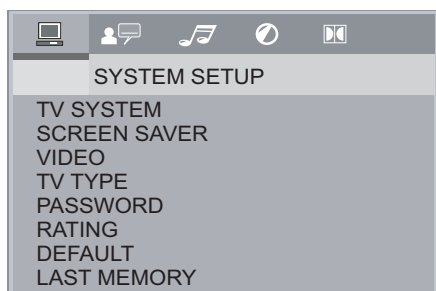 SYSTEM SETUP
TV SYSTEM
SCREEN SAVER
VIDEO
TV TYPE
PASSWORD
RATING
DEFAULT
LAST MEMORY